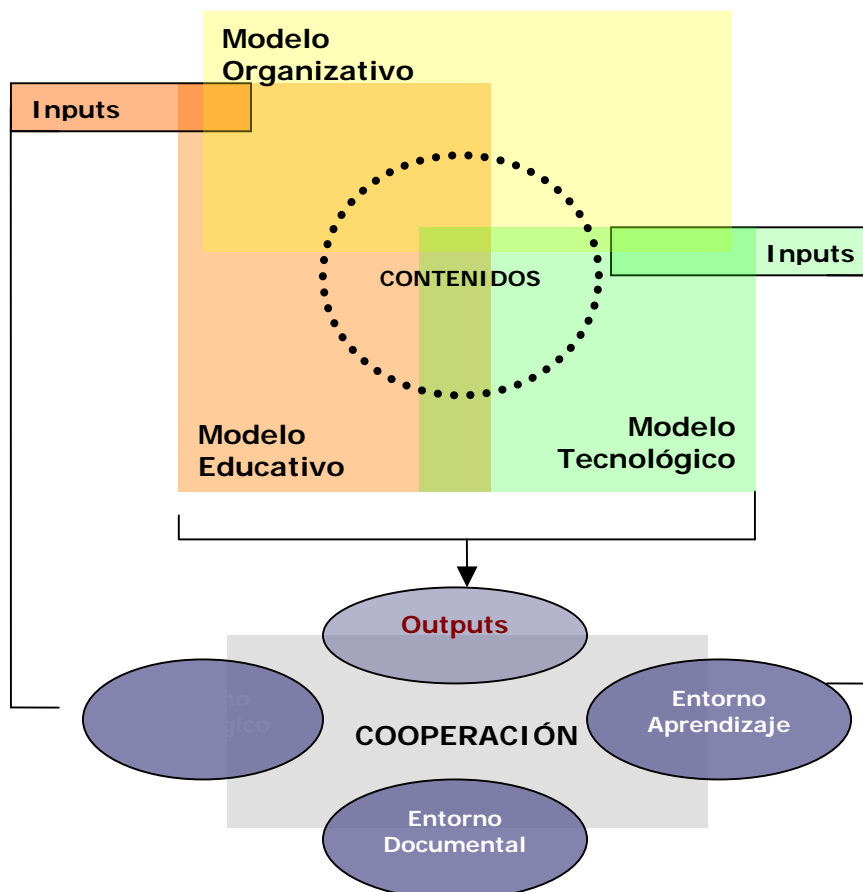 Modelo
Organizativo
Inputs
Inputs
CONTENIDOS
Modelo
Educativo
Modelo
Tecnológico
Outputs
Entorno
Aprendizaje
COOPERACIÓN
Entorno
Documental